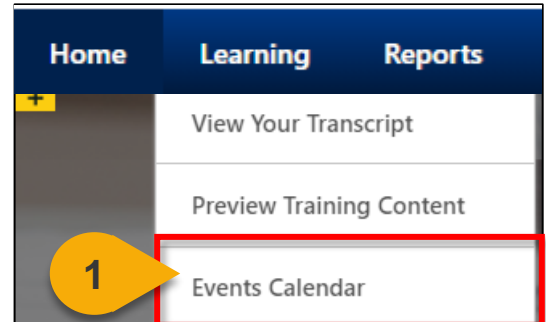 Home Learning Reports
+
View Your Transcript
Preview Training Content
1
Events Calendar